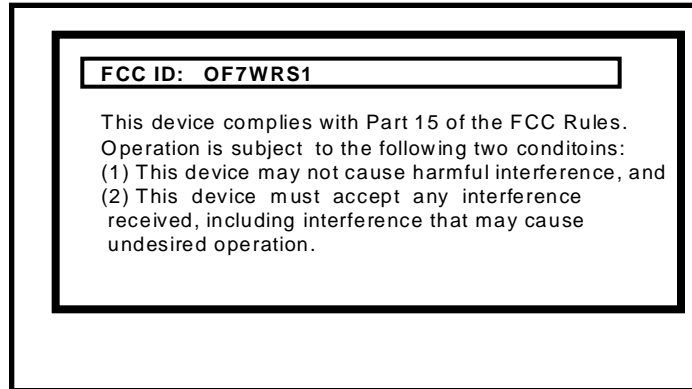 FCC ID: OF7WRS1
This device complies with Part 15 of the FCC Rules.
Operation is subject to the following two conditoins:
(1) This device may not cause harmful interference, and
(2) This device must accept any interference
received, including interference that may cause
undesired operation.